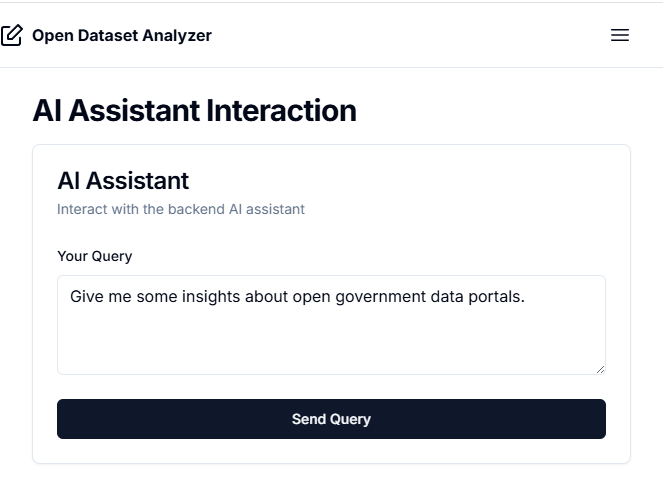 Open Dataset Analyzer
AI Assistant Interaction
AI Assistant
Interact with the backend AI assistant
Your Query
Give me some insights about open government data portals.
Send Query